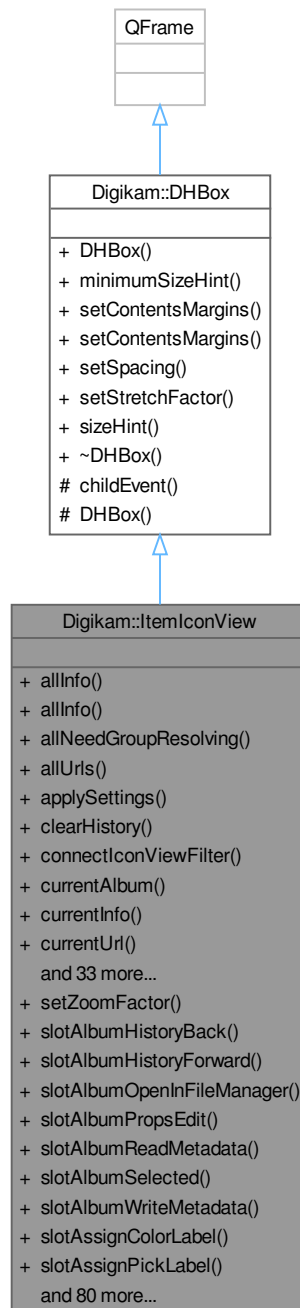 QFrame
Digikam::DHBox
+ DHBox()
+ minimumSizeHint()
+ setContentsMargins()
+ setContentsMargins()
+ setSpacing()
+ setStretchFactor()
+ sizeHint()
+ ~DHBox()
# childEvent()
# DHBox()
Digikam::ItemIconView
+ allInfo()
+ allInfo()
+ allNeedGroupResolving()
+ allUrls()
+ applySettings()
+ clearHistory()
+ connectIconViewFilter()
+ currentAlbum()
+ currentInfo()
+ currentUrl()
and 33 more...
+ setZoomFactor()
+ slotAlbumHistoryBack()
+ slotAlbumHistoryForward()
+ slotAlbumOpenInFileManager()
+ slotAlbumPropsEdit()
+ slotAlbumReadMetadata()
+ slotAlbumSelected()
+ slotAlbumWriteMetadata()
+ slotAssignColorLabel()
+ slotAssignPickLabel()
and 80 more...